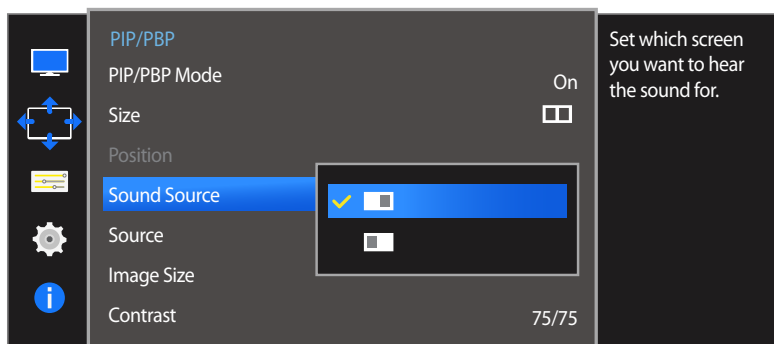 PIP/PBP
PIP/PBP Mode
On
Size
Position
Sound Source
Source
Image Size
Contrast
75/75
Set which screen
you want to hear
the sound for.
i